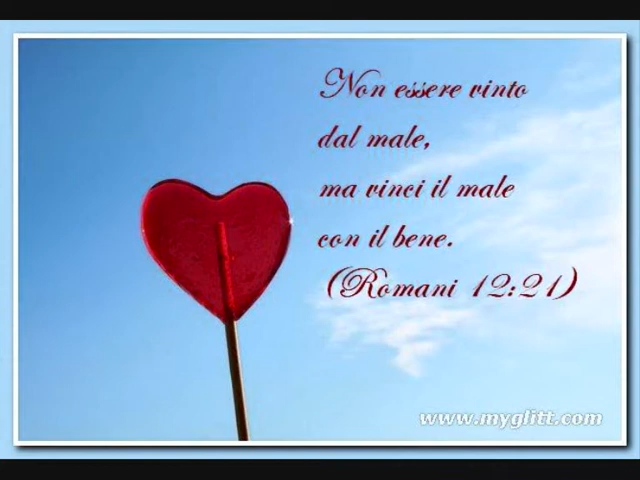 Non essere vinto
dal male,
ma vinci il male
con il bene.
(Romani 12:21)
www.myglitt.com